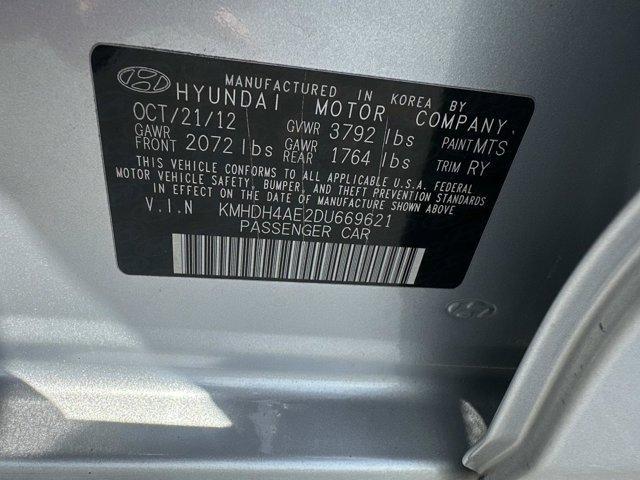 MANUFACTURED IN KOREA BY
HYUNDAI MOTOR COMPANY.
OCT/21/12 GVWR 3792 lbs PAINT MTS
GAWR FRONT 2072 lbs GAWR REAR 1764 lbs TRIM RY
THIS VEHICLE CONFORMS TO ALL APPLICABLE U.S.A. FEDERAL
MOTOR VEHICLE SAFETY, BUMPER, AND THEFT PREVENTION STANDARDS
IN EFFECT ON THE DATE OF MANUFACTURE SHOWN ABOVE
V.I.N KMHDH4AE2DU669621
PASSENGER CAR